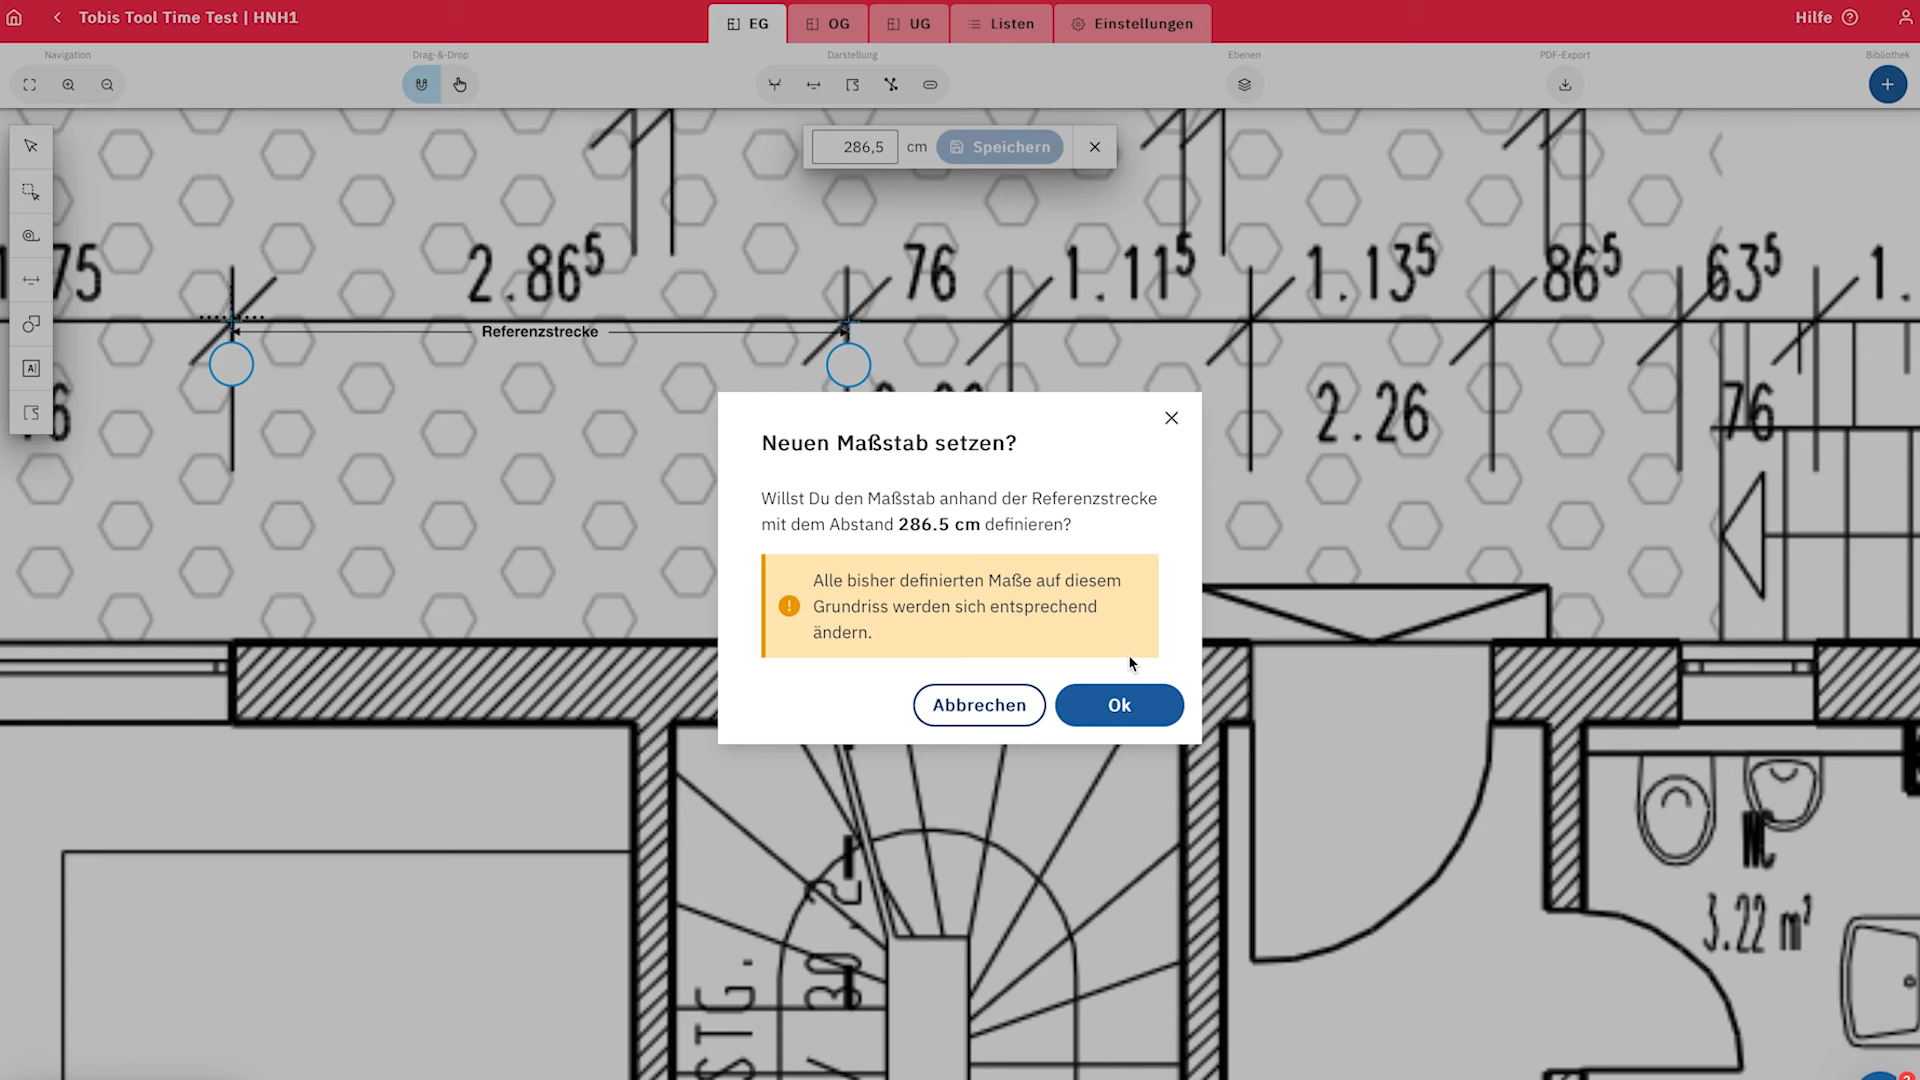 Tobis Tool Time Test | HNH1
EG
OG
UG
Listen
Einstellungen
Hilfe
Navigation
Drag-&-Drop
Darstellung
Ebenen
PDF-Export
Bibliothek
286,5 cm Speichern
75
2.86⁵
76
1.11⁵
1.13⁵
86⁵
63⁵
1.
Referenzstrecke
2.26
76
Neuen Maßstab setzen?
Willst Du den Maßstab anhand der Referenzstrecke
mit dem Abstand 286.5 cm definieren?
Alle bisher definierten Maße auf diesem
Grundriss werden sich entsprechend
ändern.
Abbrechen
Ok
WC
3.22 m²
STG.